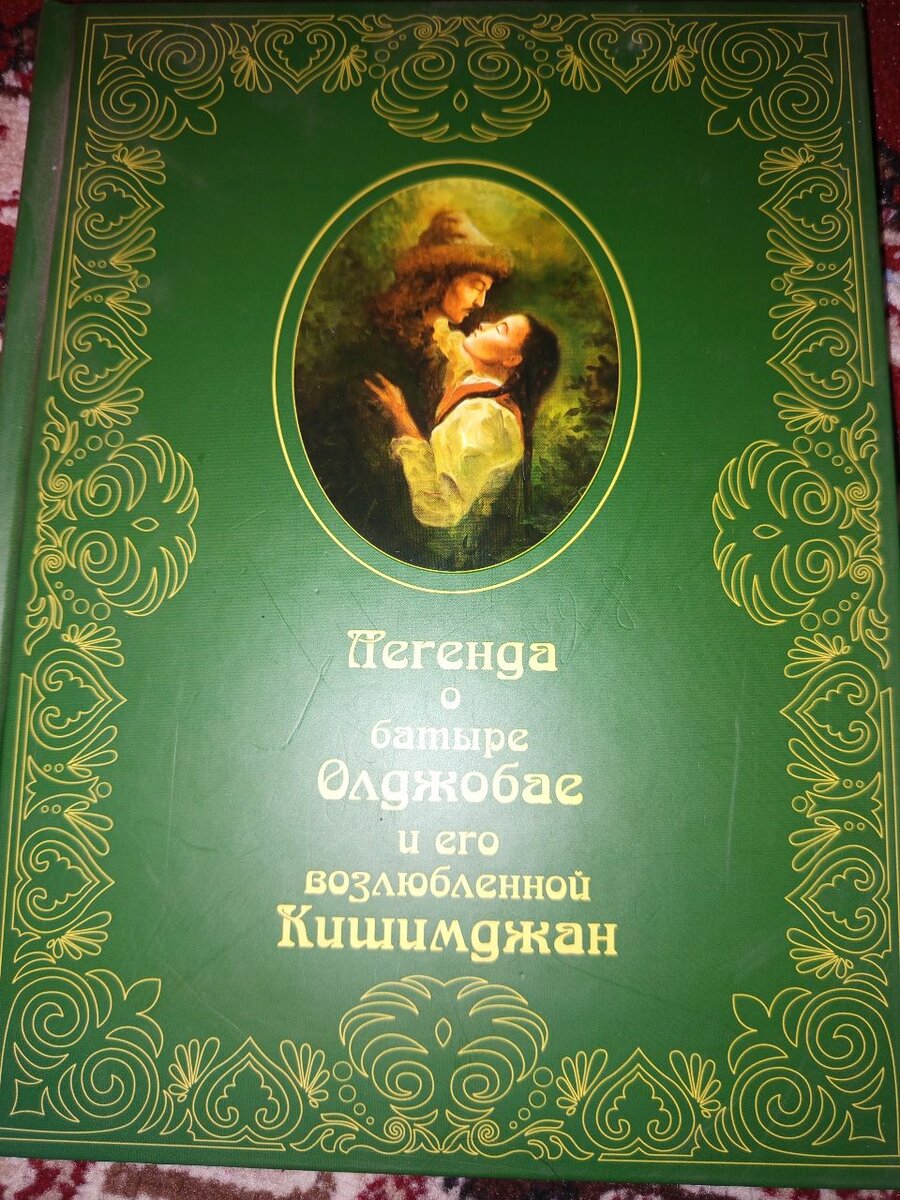 Легенда
о
батыре
Олджобае
и его
возлюбленной
Кишимджан